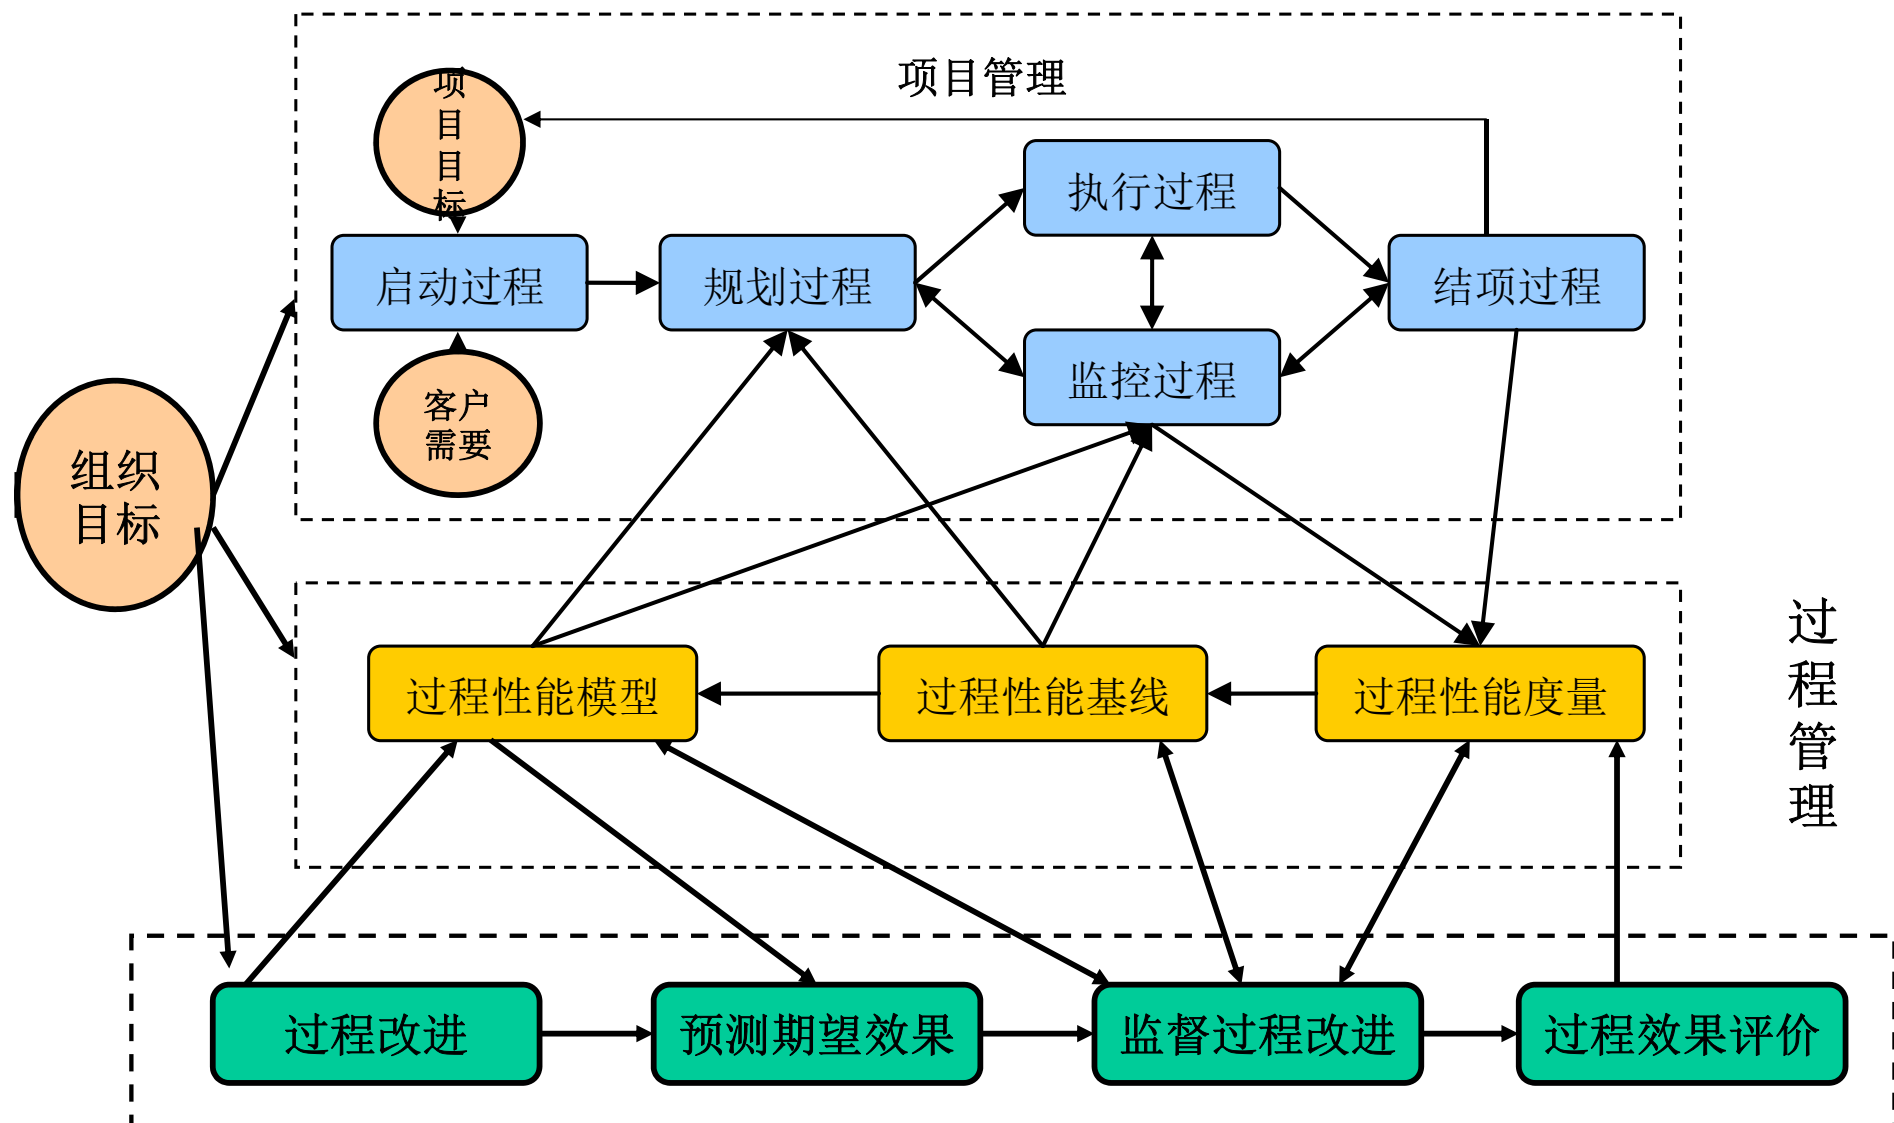 项目管理
项
目
目
标
执行过程
启动过程
规划过程
结项过程
监控过程
客户
需要
组织
目标
过
程
管
理
过程性能模型
过程性能基线
过程性能度量
过程改进
预测期望效果
监督过程改进
过程效果评价